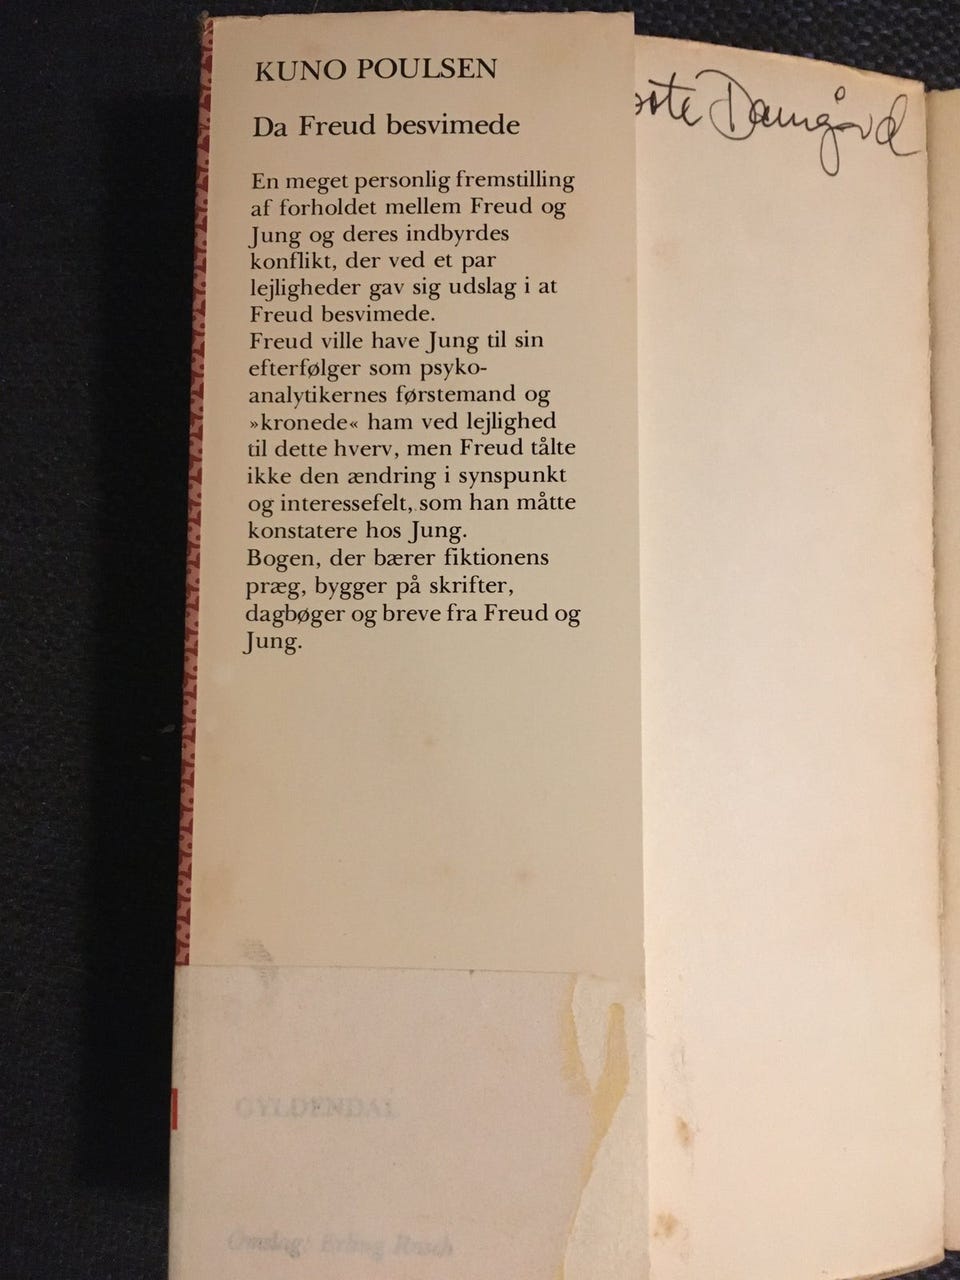 KUNO POULSEN
Da Freud besvimede
En meget personlig fremstilling
af forholdet mellem Freud og
Jung og deres indbyrdes
konflikt, der ved et par
lejligheder gav sig udslag i at
Freud besvimede.
Freud ville have Jung til sin
efterfølger som psyko-
analytikernes førstemand og
»kronede« ham ved lejlighed
til dette hverv, men Freud tålte
ikke den ændring i synspunkt
og interessefelt, som han måtte
konstatere hos Jung.
Bogen, der bærer fiktionens
præg, bygger på skrifter,
dagbøger og breve fra Freud og
Jung.
GYLDENDAL
Omslag: Erling
Damgård